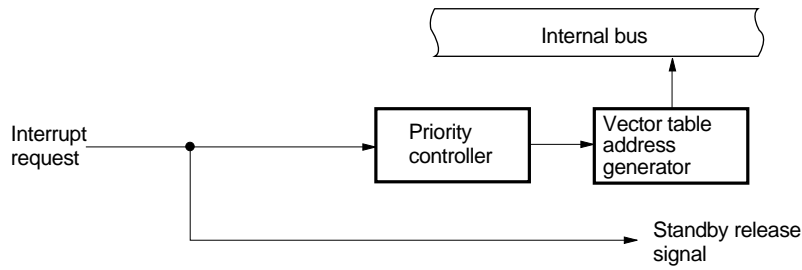 Internal bus
Interrupt
request
Priority
controller
Vector table
address
generator
Standby release
signal